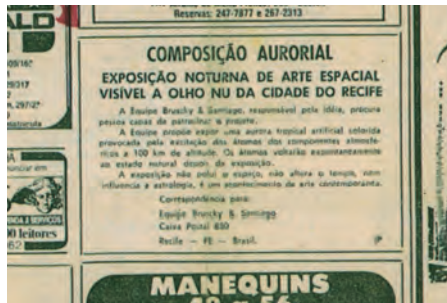 Reservas: 247-7877 e 267-2313
COMPOSIÇÃO AURORIAL
EXPOSIÇÃO NOTURNA DE ARTE ESPACIAL
VISÍVEL A OLHO NU DA CIDADE DO RECIFE
A Equipe Bruscky & Santiago, responsável pela idéia, procura
pessoa capaz de patrocinar o projeto.
A Equipe propõe expor uma aurora tropical artificial colorida
provocada pela excitação dos átomos dos componentes atmosfé-
ricos a 100 km de altitude. Os átomos voltarão espontaneamente
ao estado natural depois da exposição.
A exposição não polui o espaço, não altera o tempo, nem
influencia a astrologia, é um acontecimento de arte contemporânea.
Correspondência para:
Equipe Bruscky & Santiago
Caixa Postal 850
Recife — PE — Brasil.
ALD
leitores
MANEQUINS